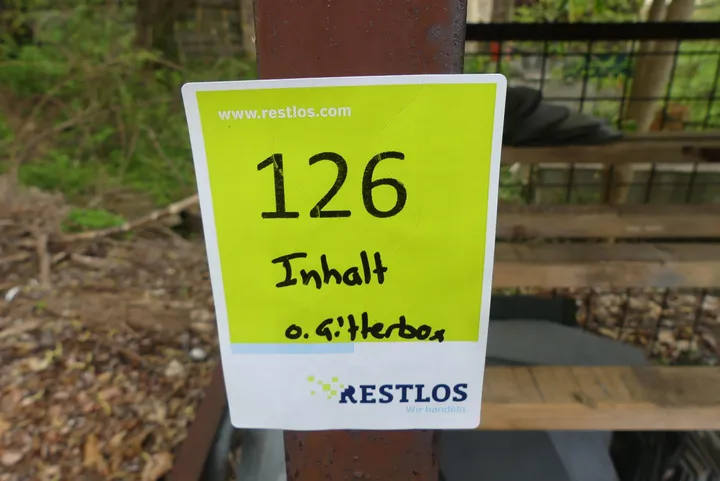 www.restlos.com
126
Inhalt
o. Gitterbox
RESTLOS
Wir handeln.